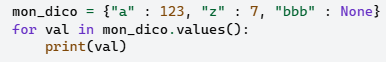 mon_dico = {"a" : 123, "z" : 7, "bbb" : None}
for val in mon_dico.values():
    print(val)